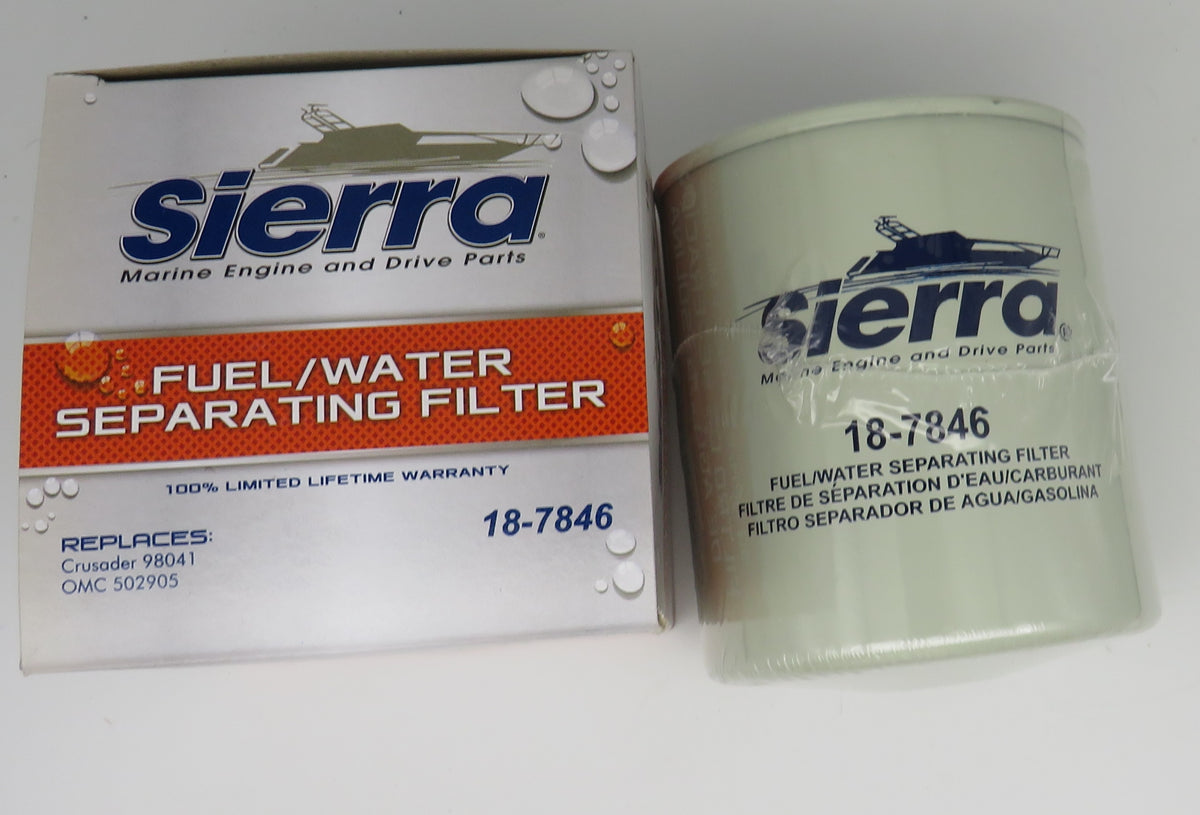 Sierra®
Marine Engine and Drive Parts
FUEL/WATER
SEPARATING FILTER
100% LIMITED LIFETIME WARRANTY
18-7846
REPLACES:
Crusader 98041
OMC 502905
Sierra®
Marine Engine and Drive Parts
18-7846
FUEL/WATER SEPARATING FILTER
FILTRE DE SÉPARATION D'EAU/CARBURANT
FILTRO SEPARADOR DE AGUA/GASOLINA